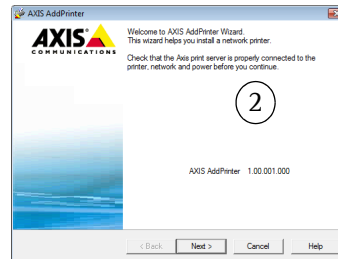 AXIS AddPrinter
AXIS
COMMUNICATIONS
Welcome to AXIS AddPrinter Wizard.
This wizard helps you install a network printer.
Check that the Axis print server is properly connected to the
printer, network and power before you continue.
2
AXIS AddPrinter 1.00.001.000
< Back Next > Cancel Help